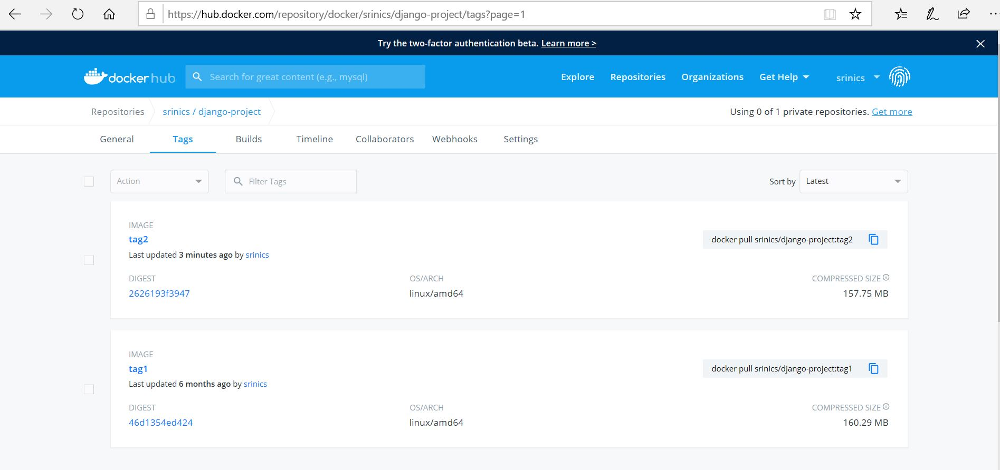 https://hub.docker.com/repository/docker/srinics/django-project/tags?page=1
Try the two-factor authentication beta. Learn more >
docker hub
Search for great content (e.g., mysql)
Explore
Repositories
Organizations
Get Help
srinics
Repositories
srinics / django-project
Using 0 of 1 private repositories. Get more
General
Tags
Builds
Timeline
Collaborators
Webhooks
Settings
Action
Filter Tags
Sort by
Latest
IMAGE
tag2
Last updated 3 minutes ago by srinics
docker pull srinics/django-project:tag2
DIGEST
2626193f3947
OS/ARCH
linux/amd64
COMPRESSED SIZE
157.75 MB
IMAGE
tag1
Last updated 6 months ago by srinics
docker pull srinics/django-project:tag1
DIGEST
46d1354ed424
OS/ARCH
linux/amd64
COMPRESSED SIZE
160.29 MB